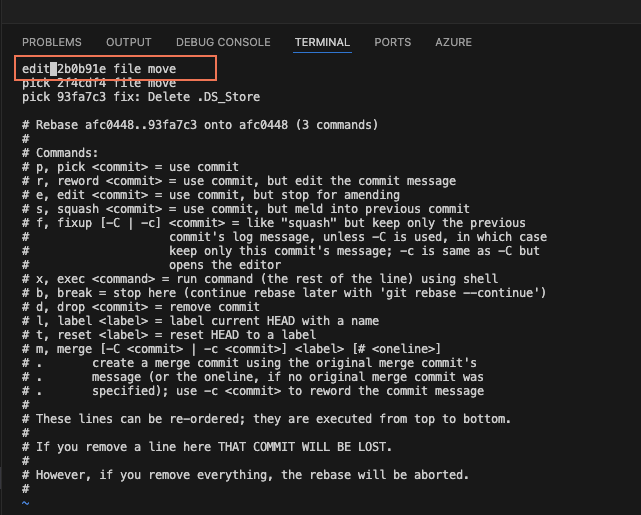 PROBLEMS OUTPUT DEBUG CONSOLE TERMINAL PORTS AZURE
edit 2b0b91e file move
pick 2f4cdf4 file move
pick 93fa7c3 fix: Delete .DS_Store

# Rebase afc0448..93fa7c3 onto afc0448 (3 commands)
#
# Commands:
# p, pick <commit> = use commit
# r, reword <commit> = use commit, but edit the commit message
# e, edit <commit> = use commit, but stop for amending
# s, squash <commit> = use commit, but meld into previous commit
# f, fixup [-C | -c] <commit> = like "squash" but keep only the previous
#                    commit's log message, unless -C is used, in which case
#                    keep only this commit's message; -c is same as -C but
#                    opens the editor
# x, exec <command> = run command (the rest of the line) using shell
# b, break = stop here (continue rebase later with 'git rebase --continue')
# d, drop <commit> = remove commit
# l, label <label> = label current HEAD with a name
# t, reset <label> = reset HEAD to a label
# m, merge [-C <commit> | -c <commit>] <label> [# <oneline>]
# .       create a merge commit using the original merge commit's
# .       message (or the oneline, if no original merge commit was
# .       specified); use -c <commit> to reword the commit message
#
# These lines can be re-ordered; they are executed from top to bottom.
#
# If you remove a line here THAT COMMIT WILL BE LOST.
#
# However, if you remove everything, the rebase will be aborted.
#
~